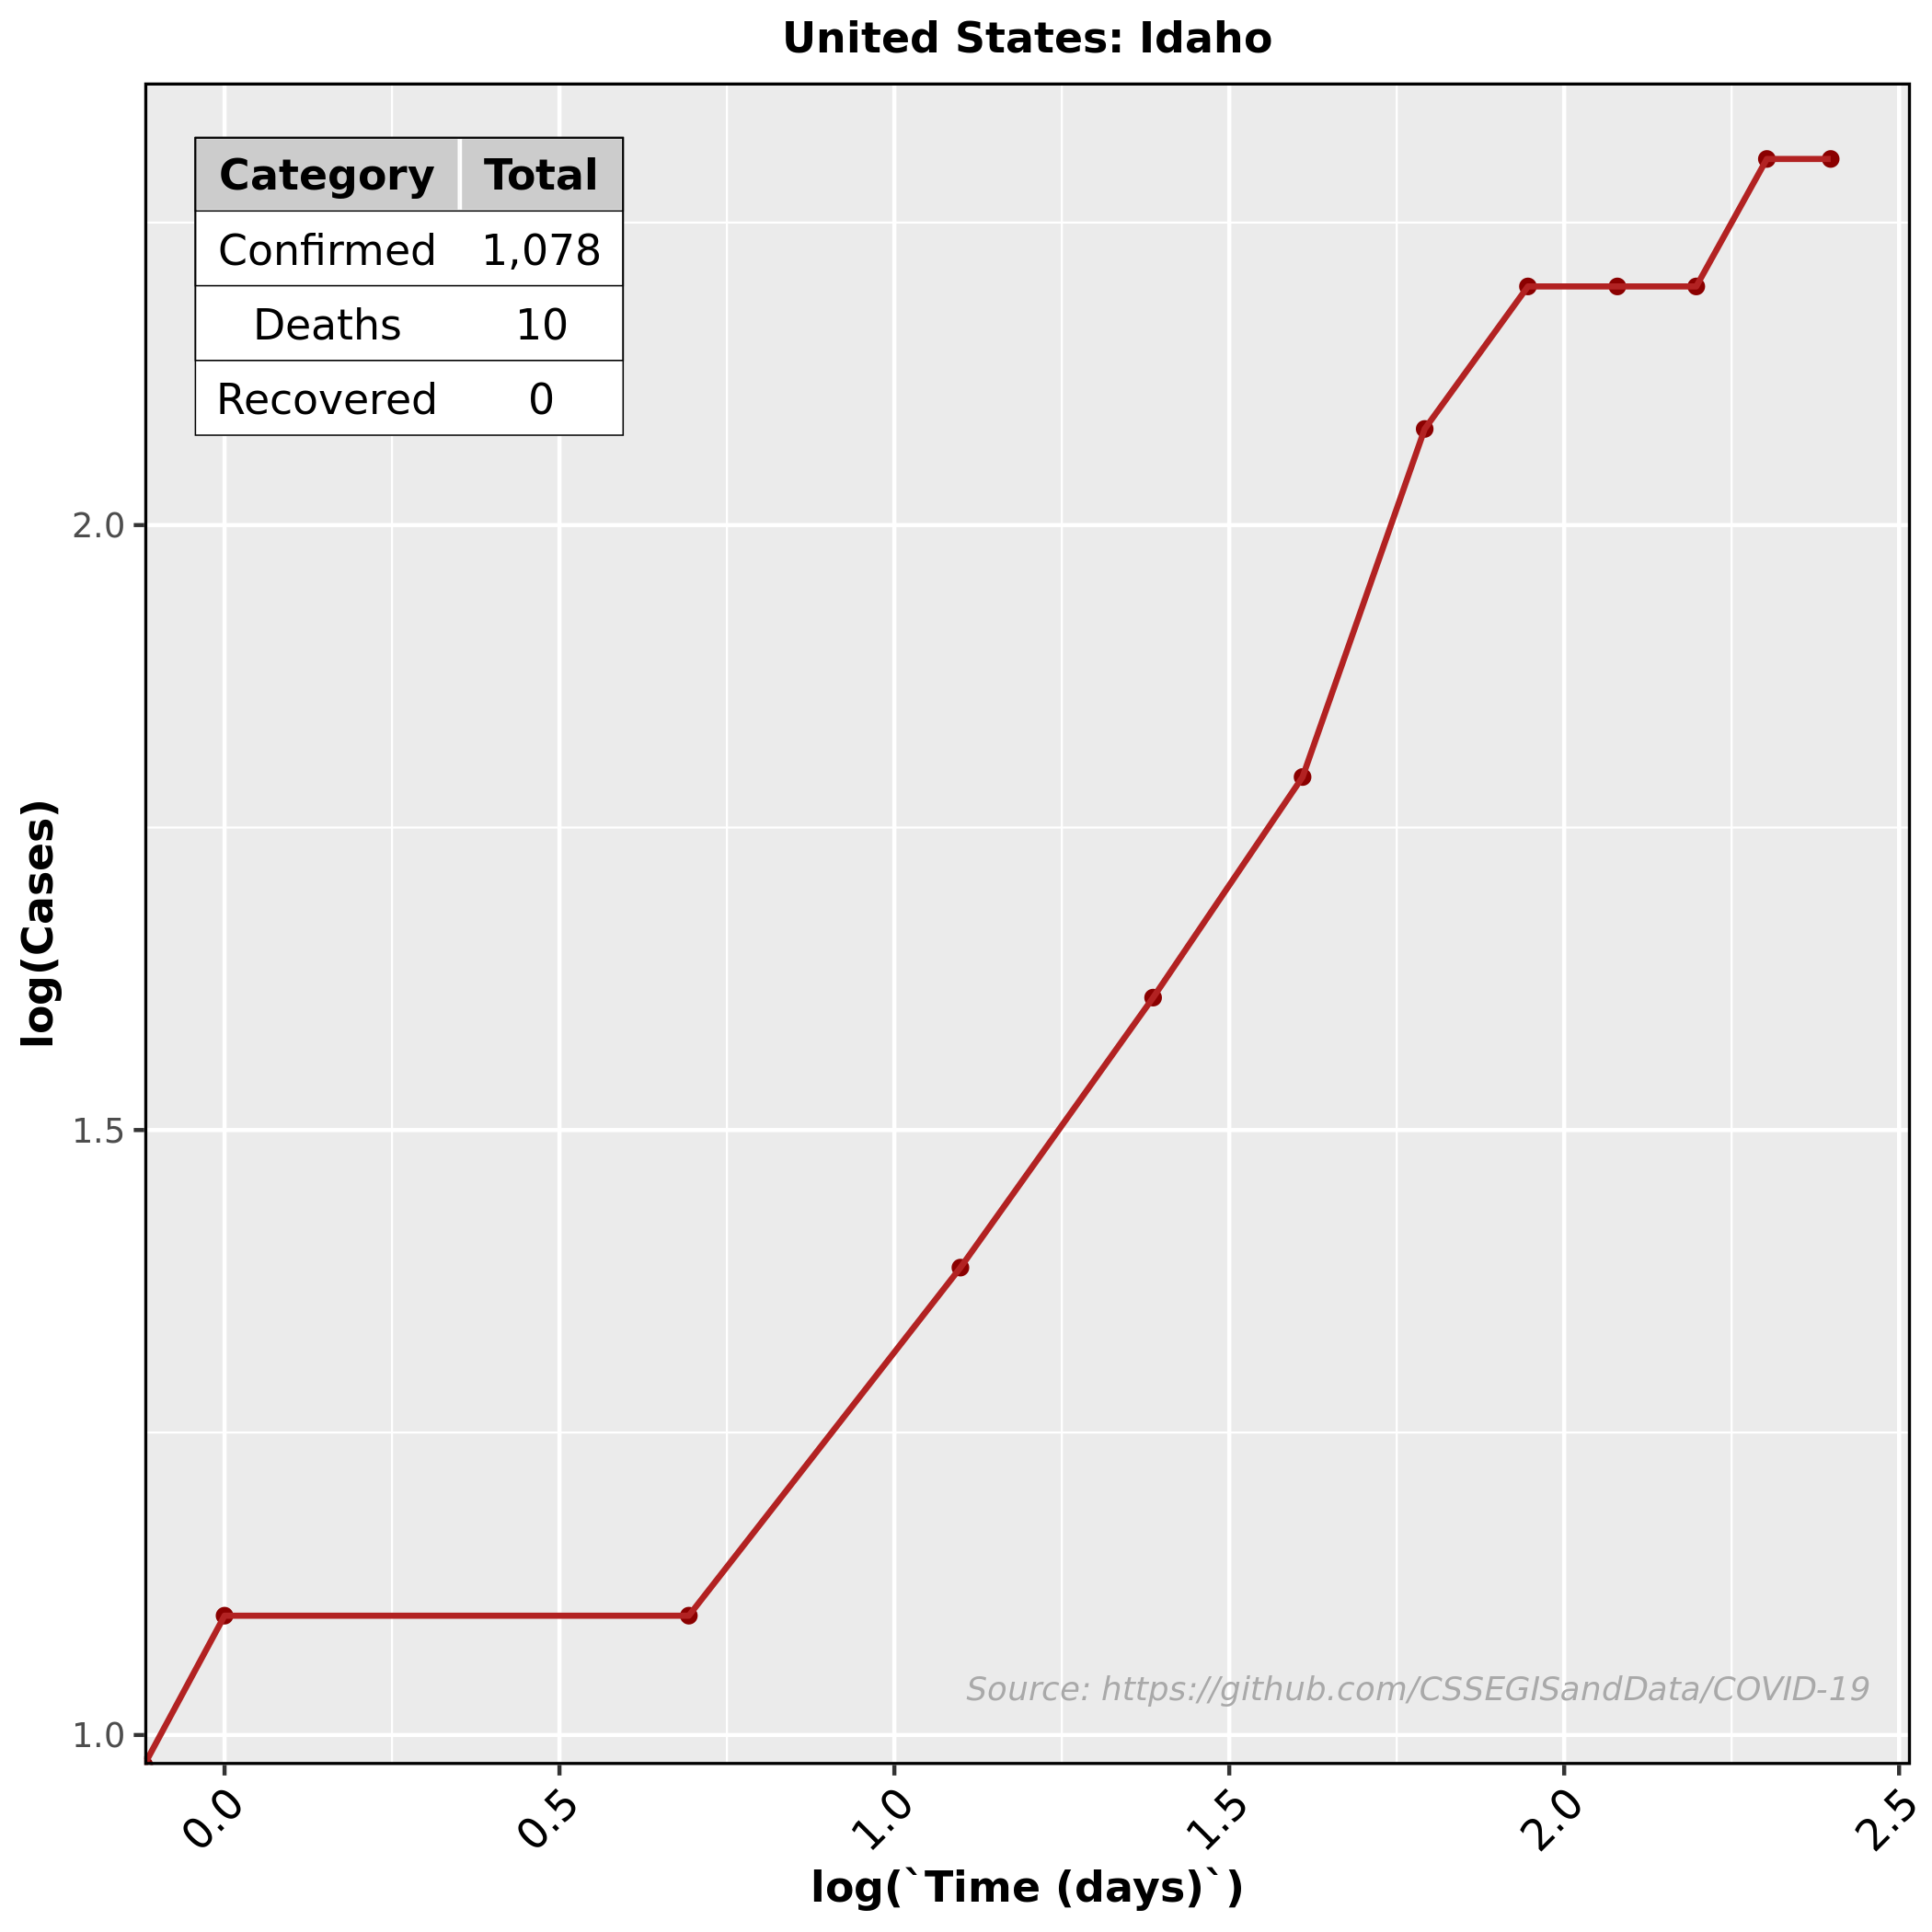 United States: Idaho
Category Total
Confirmed 1,078
Deaths 10
Recovered 0
2.0
1.5
1.0
log(Cases)
Source: https://github.com/CSSEGISandData/COVID-19
0.0 0.5 1.0 1.5 2.0 2.5
log(`Time (days)`)